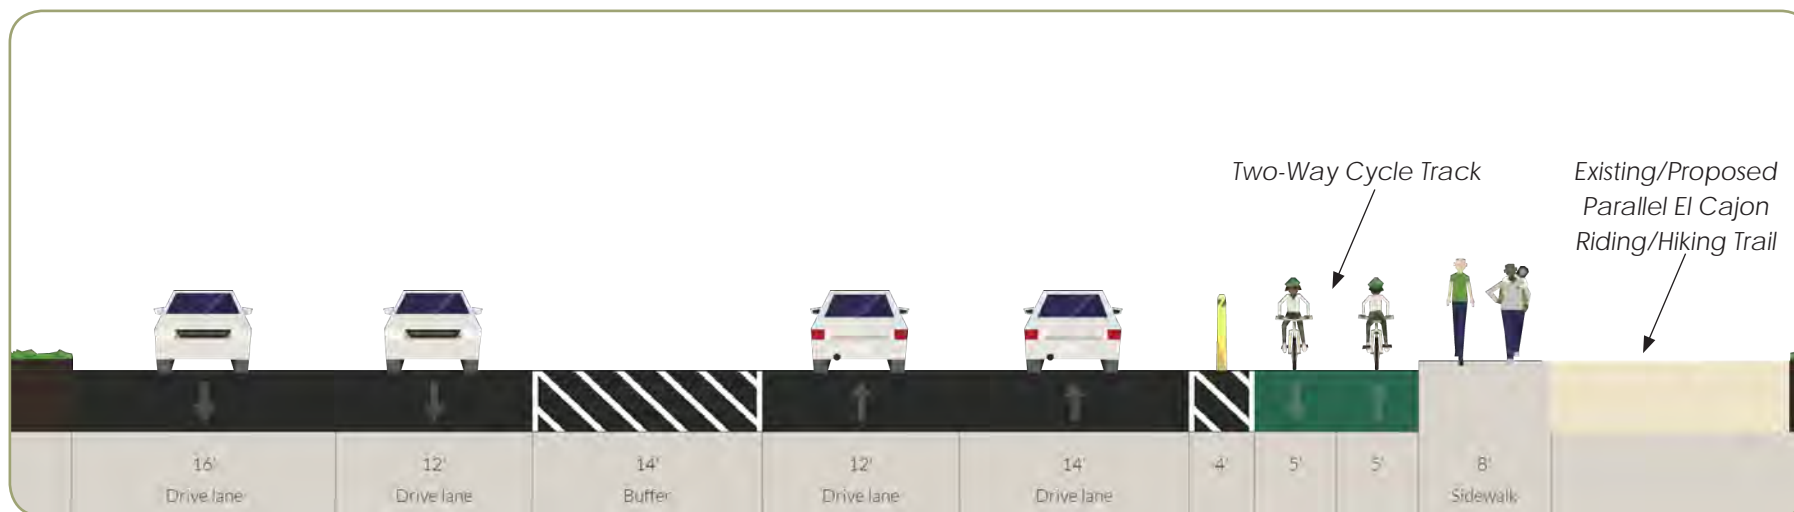 Two-Way Cycle Track
Existing/Proposed
Parallel El Cajon
Riding/Hiking Trail
16'
Drive lane
12'
Drive lane
14'
Buffer
12'
Drive lane
14'
Drive lane
4'
5'
5'
8'
Sidewalk